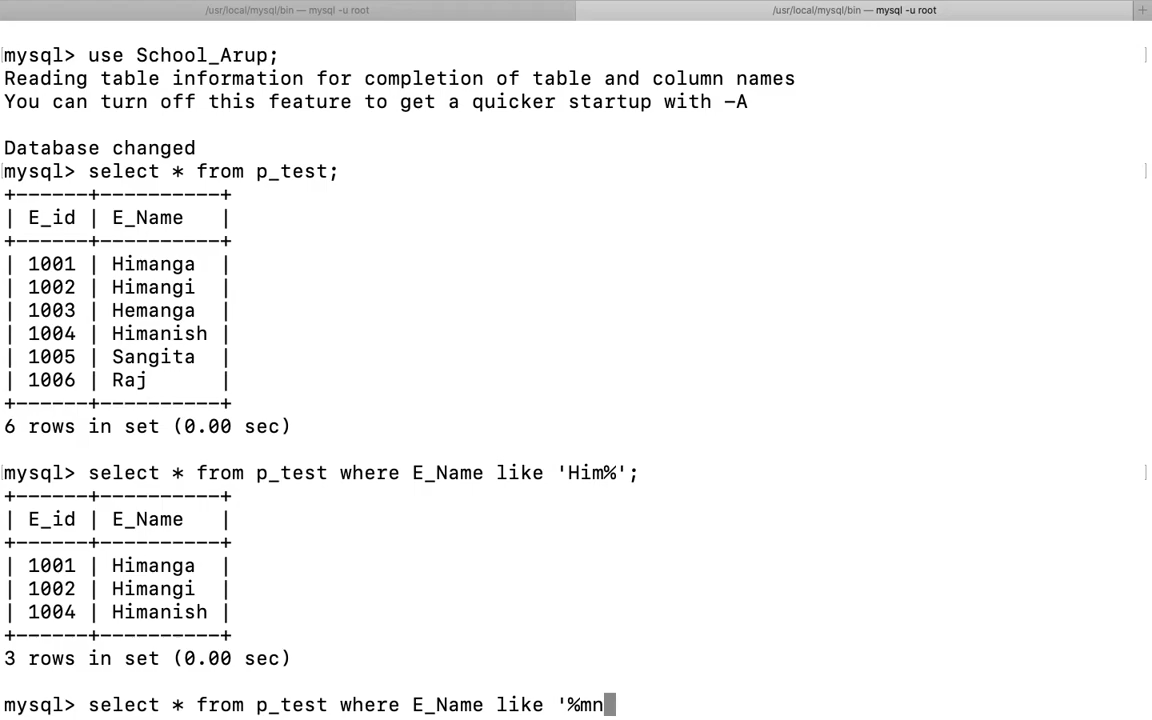 /usr/local/mysql/bin — mysql -u root
/usr/local/mysql/bin — mysql -u root
+
mysql> use School_Arup;
Reading table information for completion of table and column names
You can turn off this feature to get a quicker startup with -A
Database changed
mysql> select * from p_test;
+------+----------+
| E_id | E_Name   |
+------+----------+
| 1001 | Himanga  |
| 1002 | Himangi  |
| 1003 | Hemanga  |
| 1004 | Himanish |
| 1005 | Sangita  |
| 1006 | Raj      |
+------+----------+
6 rows in set (0.00 sec)
mysql> select * from p_test where E_Name like 'Him%';
+------+----------+
| E_id | E_Name   |
+------+----------+
| 1001 | Himanga  |
| 1002 | Himangi  |
| 1004 | Himanish |
+------+----------+
3 rows in set (0.00 sec)
mysql> select * from p_test where E_Name like '%mn